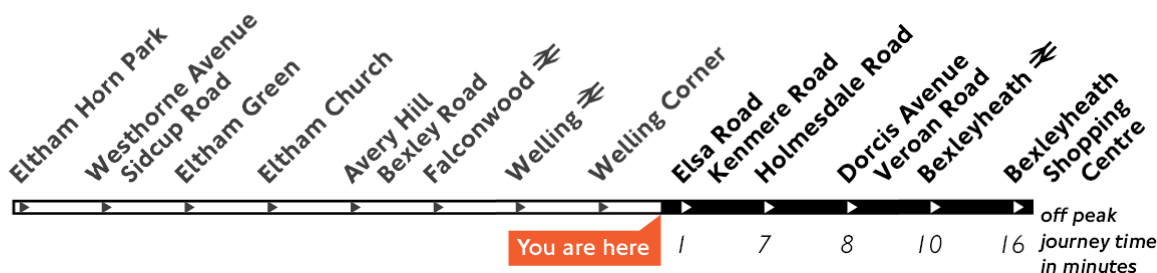 Eltham Horn Park
Westhorne Avenue
Sidcup Road
Eltham Green
Eltham Church
Avery Hill
Bexley Road
Falconwood
Welling
Welling Corner
Elsa Road
Kenmere Road
Holmesdale Road
Dorcis Avenue
Veroan Road
Bexleyheath
Bexleyheath
Shopping
Centre
You are here
1 7 8 10 16
off peak
journey time
in minutes